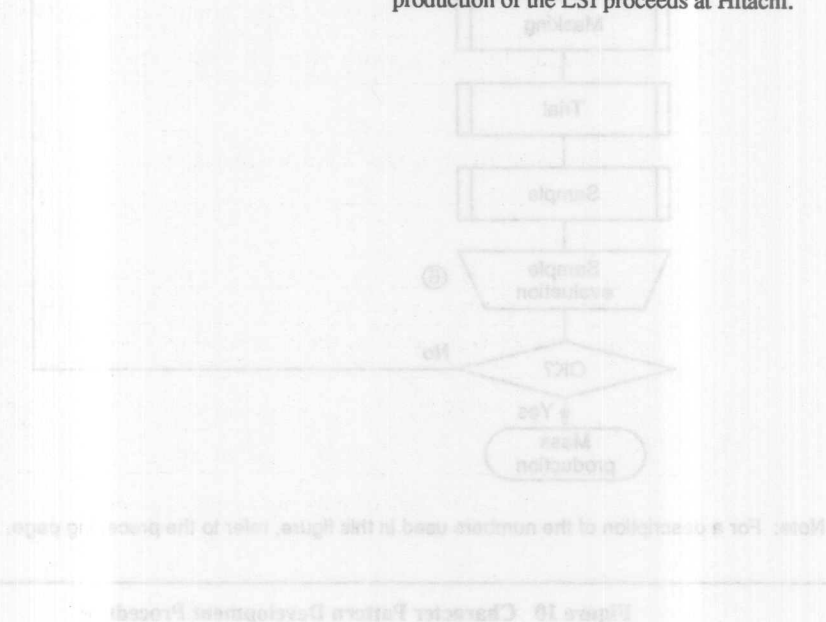 production of the LSI proceeds at Hitachi.
Masking
Trial
Sample
Sample
evaluation
6
No
OK?
Yes
Mass
production
Note: For a description of the numbers used in this figure, refer to the preceding page.
Figure 10 Character Pattern Development Procedure